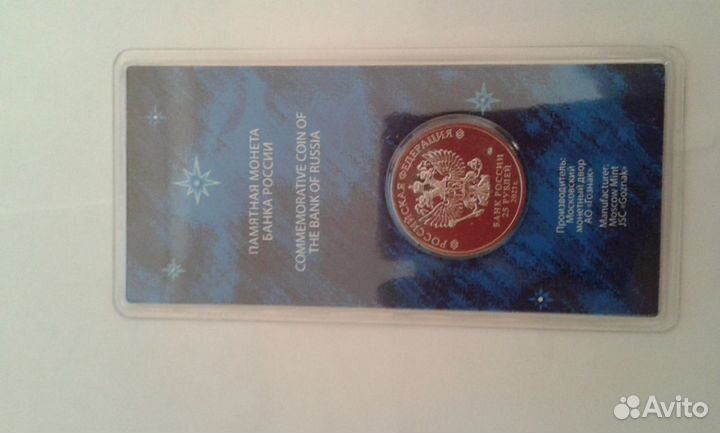 ПАМЯТНАЯ МОНЕТА
БАНКА РОССИИ
COMMEMORATIVE COIN OF
THE BANK OF RUSSIA
РОССИЙСКАЯ ФЕДЕРАЦИЯ
БАНК РОССИИ
25 РУБЛЕЙ
2021 г.
Производитель:
Московский
монетный двор
АО «Гознак»
Manufacturer:
Moscow Mint
JSC «Goznak»
Avito